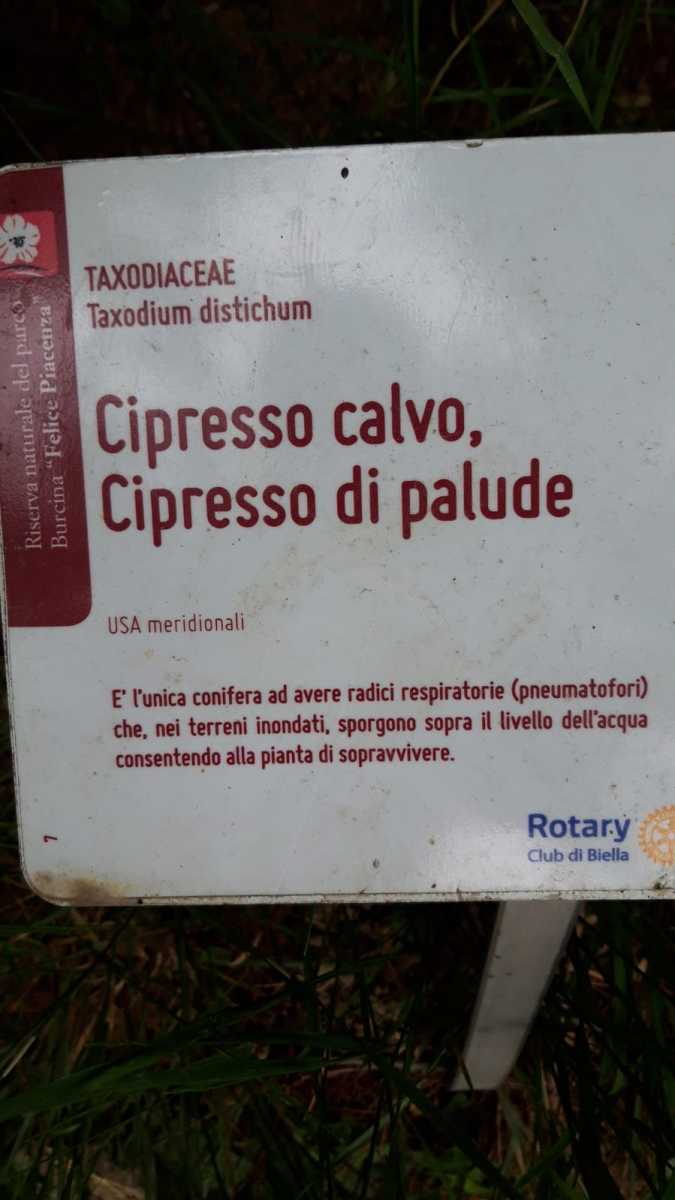 TAXODIACEAE
Taxodium distichum
Cipresso calvo,
Cipresso di palude
USA meridionali
E' l'unica conifera ad avere radici respiratorie (pneumatofori)
che, nei terreni inondati, sporgono sopra il livello dell'acqua
consentendo alla pianta di sopravvivere.
Riserva naturale del parco
Burcina “Felice Piacenza”
7
Rotary
Club di Biella